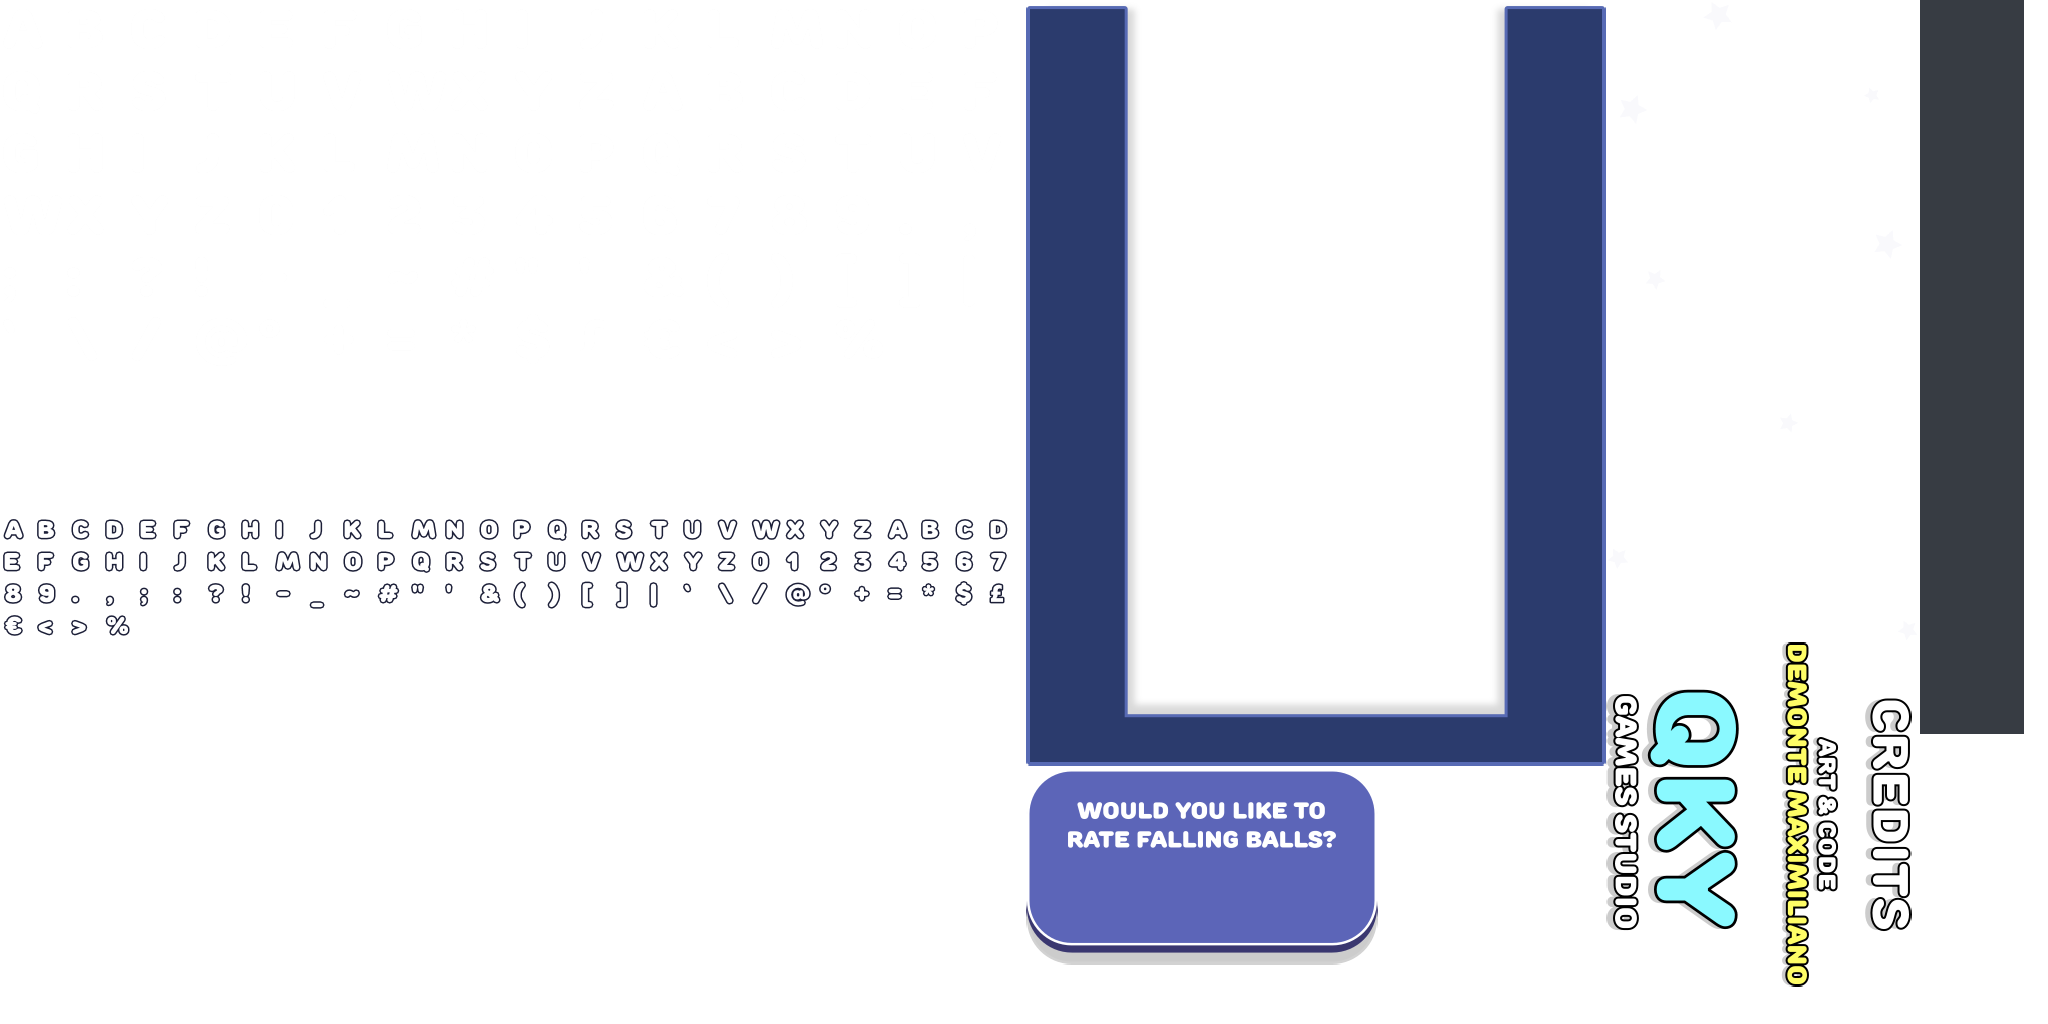 A B C D E F G H I J K L M N O P Q R S T U V W X Y Z A B C D
E F G H I J K L M N O P Q R S T U V W X Y Z 0 1 2 3 4 5 6 7
8 9 . , ; : ? ! - _ ~ # " ' & ( ) [ ] | ` \ / @ ° + = * $ £
€ < > %
WOULD YOU LIKE TO
RATE FALLING BALLS?
CREDITS
ART & CODE
DEMONTE MAXIMILIANO
QKY
GAMES STUDIO